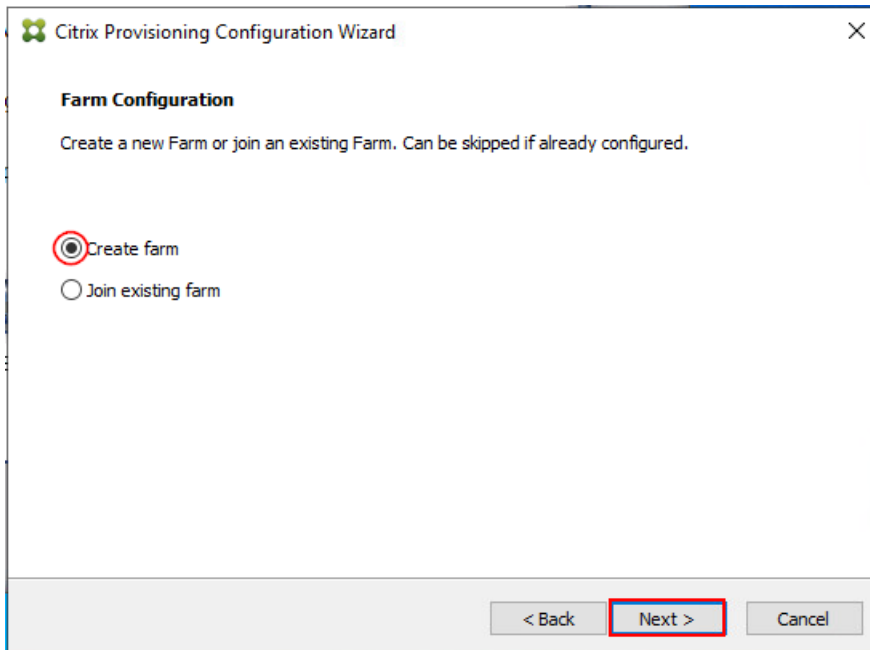 Citrix Provisioning Configuration Wizard
Farm Configuration
Create a new Farm or join an existing Farm. Can be skipped if already configured.
Create farm
Join existing farm
< Back
Next >
Cancel